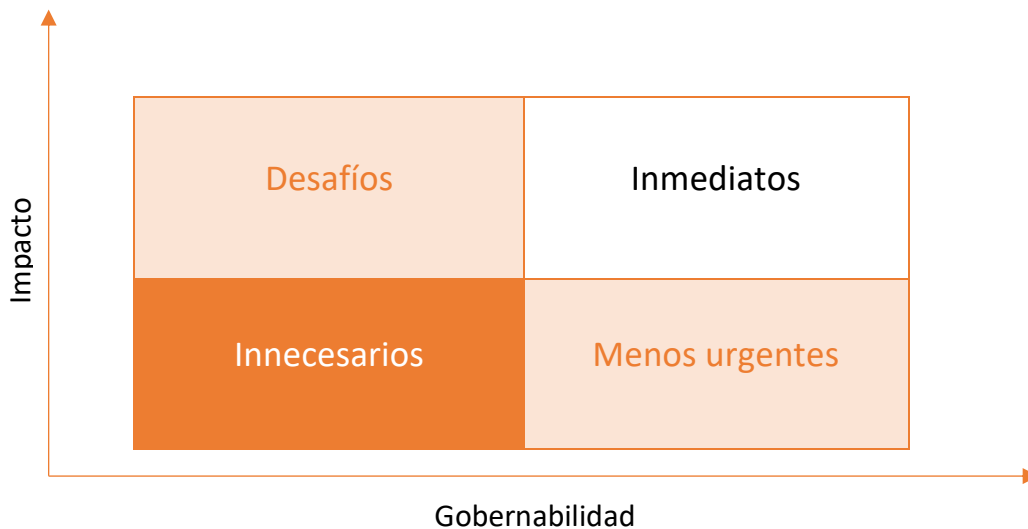 Impacto
Desafíos
Inmediatos
Innecesarios
Menos urgentes
Gobernabilidad